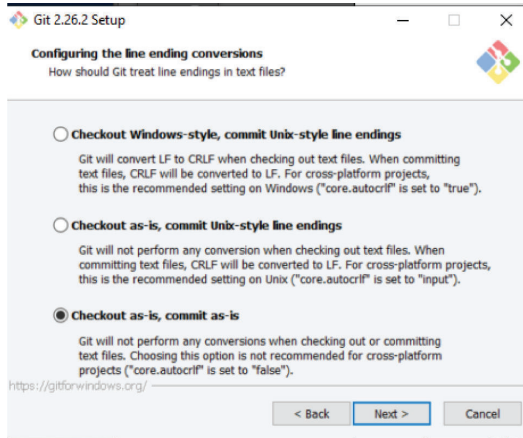 Git 2.26.2 Setup
Configuring the line ending conversions
How should Git treat line endings in text files?
Checkout Windows-style, commit Unix-style line endings
Git will convert LF to CRLF when checking out text files. When committing
text files, CRLF will be converted to LF. For cross-platform projects,
this is the recommended setting on Windows ("core.autocrlf" is set to "true").
Checkout as-is, commit Unix-style line endings
Git will not perform any conversion when checking out text files. When
committing text files, CRLF will be converted to LF. For cross-platform projects,
this is the recommended setting on Unix ("core.autocrlf" is set to "input").
Checkout as-is, commit as-is
Git will not perform any conversions when checking out or committing
text files. Choosing this option is not recommended for cross-platform
projects ("core.autocrlf" is set to "false").
https://gitforwindows.org/
< Back Next > Cancel